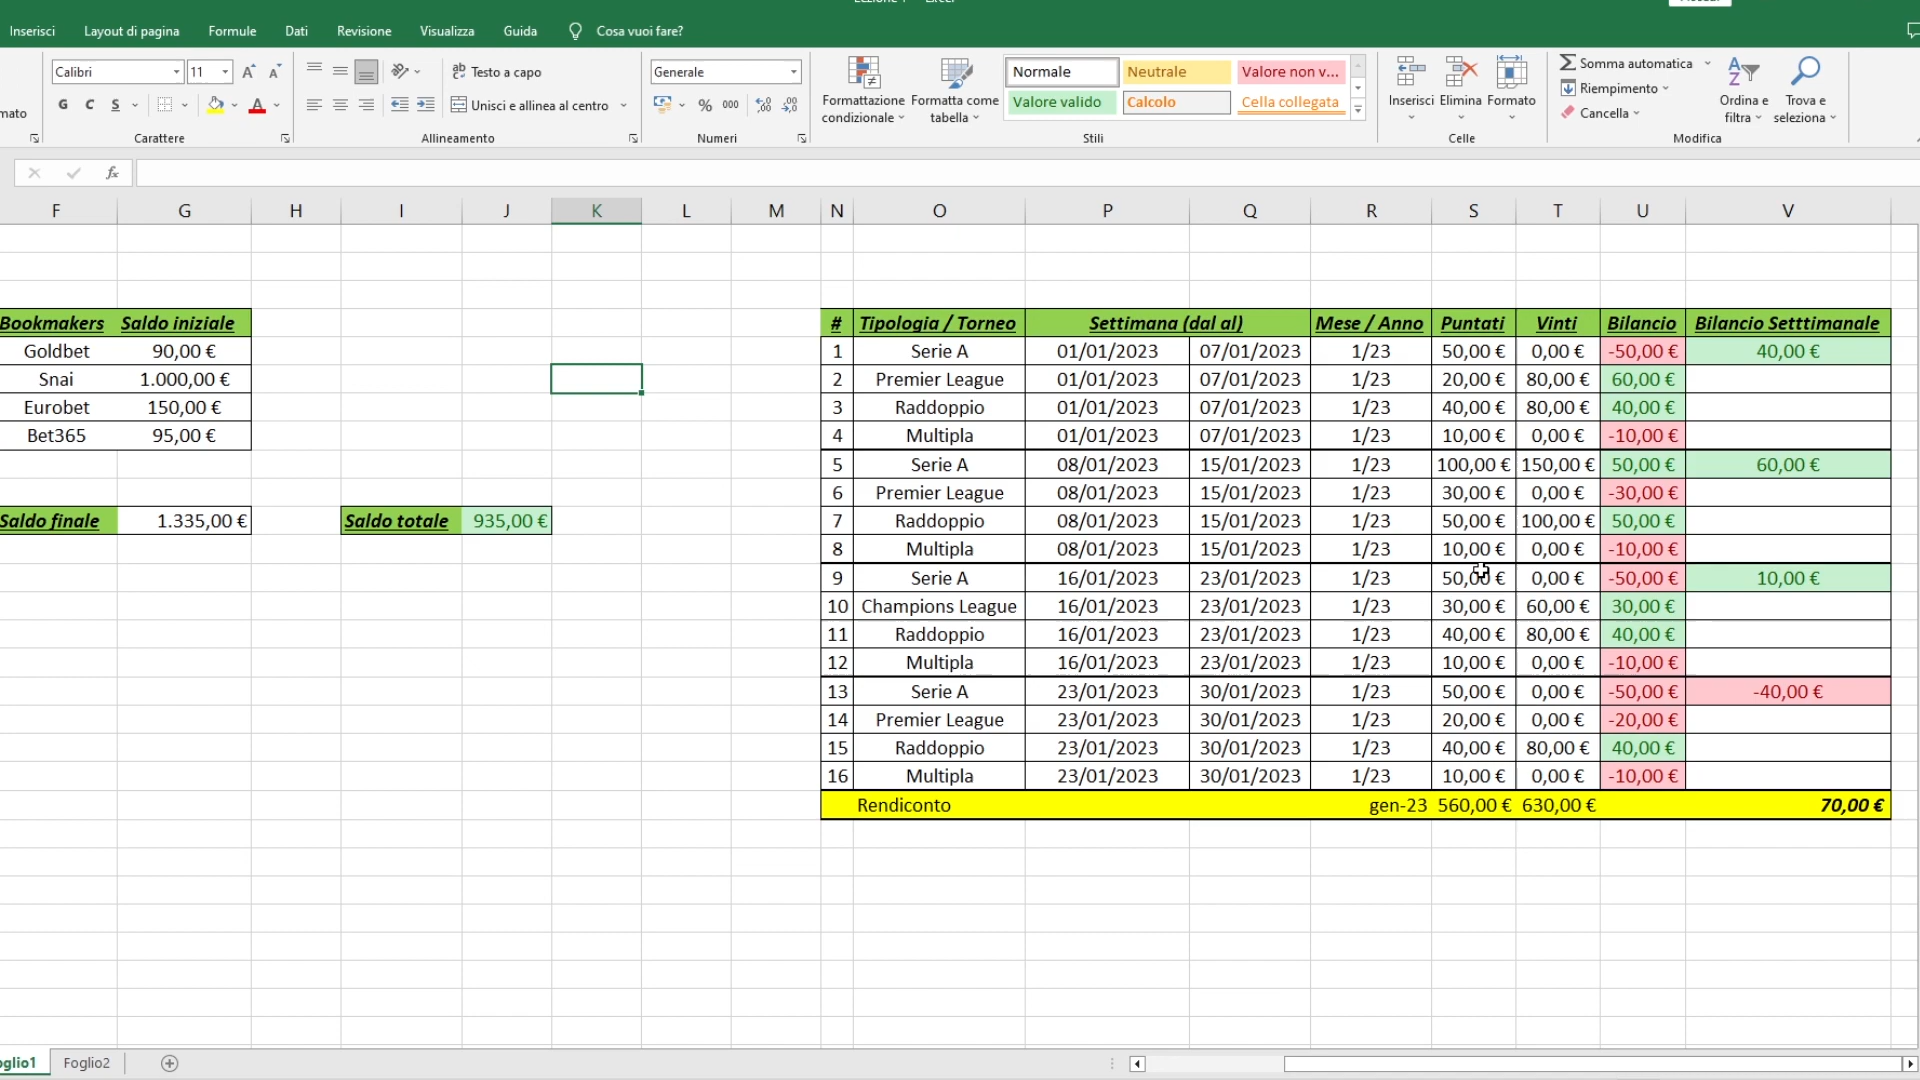 Inserisci Layout di pagina Formule Dati Revisione Visualizza Guida Cosa vuoi fare?
Calibri 11 A A ab Testo a capo Generale
Formattazione condizionale Formatta come tabella
Normale Neutrale Valore non v...
Valore valido Calcolo Cella collegata
Inserisci Elimina Formato
Somma automatica
Riempimento
Cancella
Ordina e filtra Trova e seleziona
G C S A Unisci e allinea al centro % 000
Carattere Allineamento Numeri Stili Celle Modifica
fx
F G H I J K L M N O P Q R S T U V
Bookmakers Saldo iniziale
Goldbet 90,00 €
Snai 1.000,00 €
Eurobet 150,00 €
Bet365 95,00 €
Saldo finale 1.335,00 € Saldo totale 935,00 €
# Tipologia / Torneo Settimana (dal al) Mese / Anno Puntati Vinti Bilancio Bilancio Setttimanale
1 Serie A 01/01/2023 07/01/2023 1/23 50,00 € 0,00 € -50,00 € 40,00 €
2 Premier League 01/01/2023 07/01/2023 1/23 20,00 € 80,00 € 60,00 €
3 Raddoppio 01/01/2023 07/01/2023 1/23 40,00 € 80,00 € 40,00 €
4 Multipla 01/01/2023 07/01/2023 1/23 10,00 € 0,00 € -10,00 €
5 Serie A 08/01/2023 15/01/2023 1/23 100,00 € 150,00 € 50,00 € 60,00 €
6 Premier League 08/01/2023 15/01/2023 1/23 30,00 € 0,00 € -30,00 €
7 Raddoppio 08/01/2023 15/01/2023 1/23 50,00 € 100,00 € 50,00 €
8 Multipla 08/01/2023 15/01/2023 1/23 10,00 € 0,00 € -10,00 €
9 Serie A 16/01/2023 23/01/2023 1/23 50,00 € 0,00 € -50,00 € 10,00 €
10 Champions League 16/01/2023 23/01/2023 1/23 30,00 € 60,00 € 30,00 €
11 Raddoppio 16/01/2023 23/01/2023 1/23 40,00 € 80,00 € 40,00 €
12 Multipla 16/01/2023 23/01/2023 1/23 10,00 € 0,00 € -10,00 €
13 Serie A 23/01/2023 30/01/2023 1/23 50,00 € 0,00 € -50,00 € -40,00 €
14 Premier League 23/01/2023 30/01/2023 1/23 20,00 € 0,00 € -20,00 €
15 Raddoppio 23/01/2023 30/01/2023 1/23 40,00 € 80,00 € 40,00 €
16 Multipla 23/01/2023 30/01/2023 1/23 10,00 € 0,00 € -10,00 €
Rendiconto gen-23 560,00 € 630,00 € 70,00 €
oglio1 Foglio2